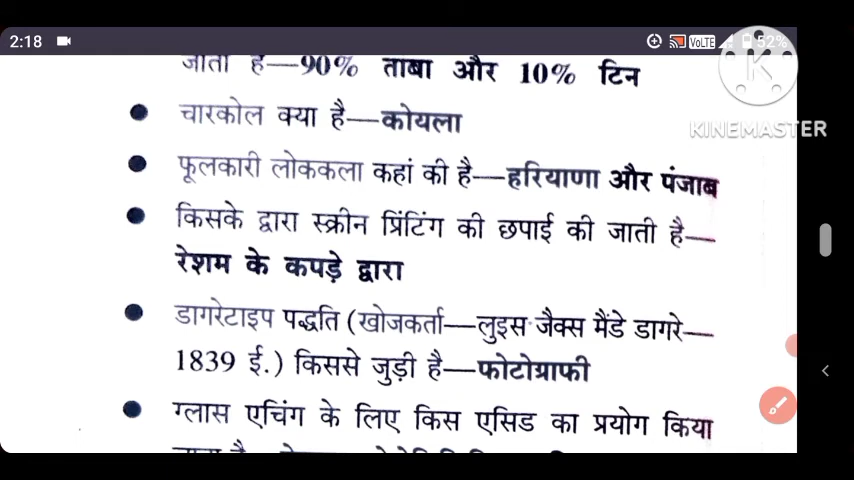 2:18
VoLTE 52%
K
KINEMASTER
जाता है—90% ताबा और 10% टिन
चारकोल क्या है—कोयला
फूलकारी लोककला कहां की है—हरियाणा और पंजाब
किसके द्वारा स्क्रीन प्रिंटिंग की छपाई की जाती है—
रेशम के कपड़े द्वारा
डागरेटाइप पद्धति (खोजकर्ता—लुइस जैक्स मैंडे डागरे—
1839 ई.) किससे जुड़ी है—फोटोग्राफी
ग्लास एचिंग के लिए किस एसिड का प्रयोग किया